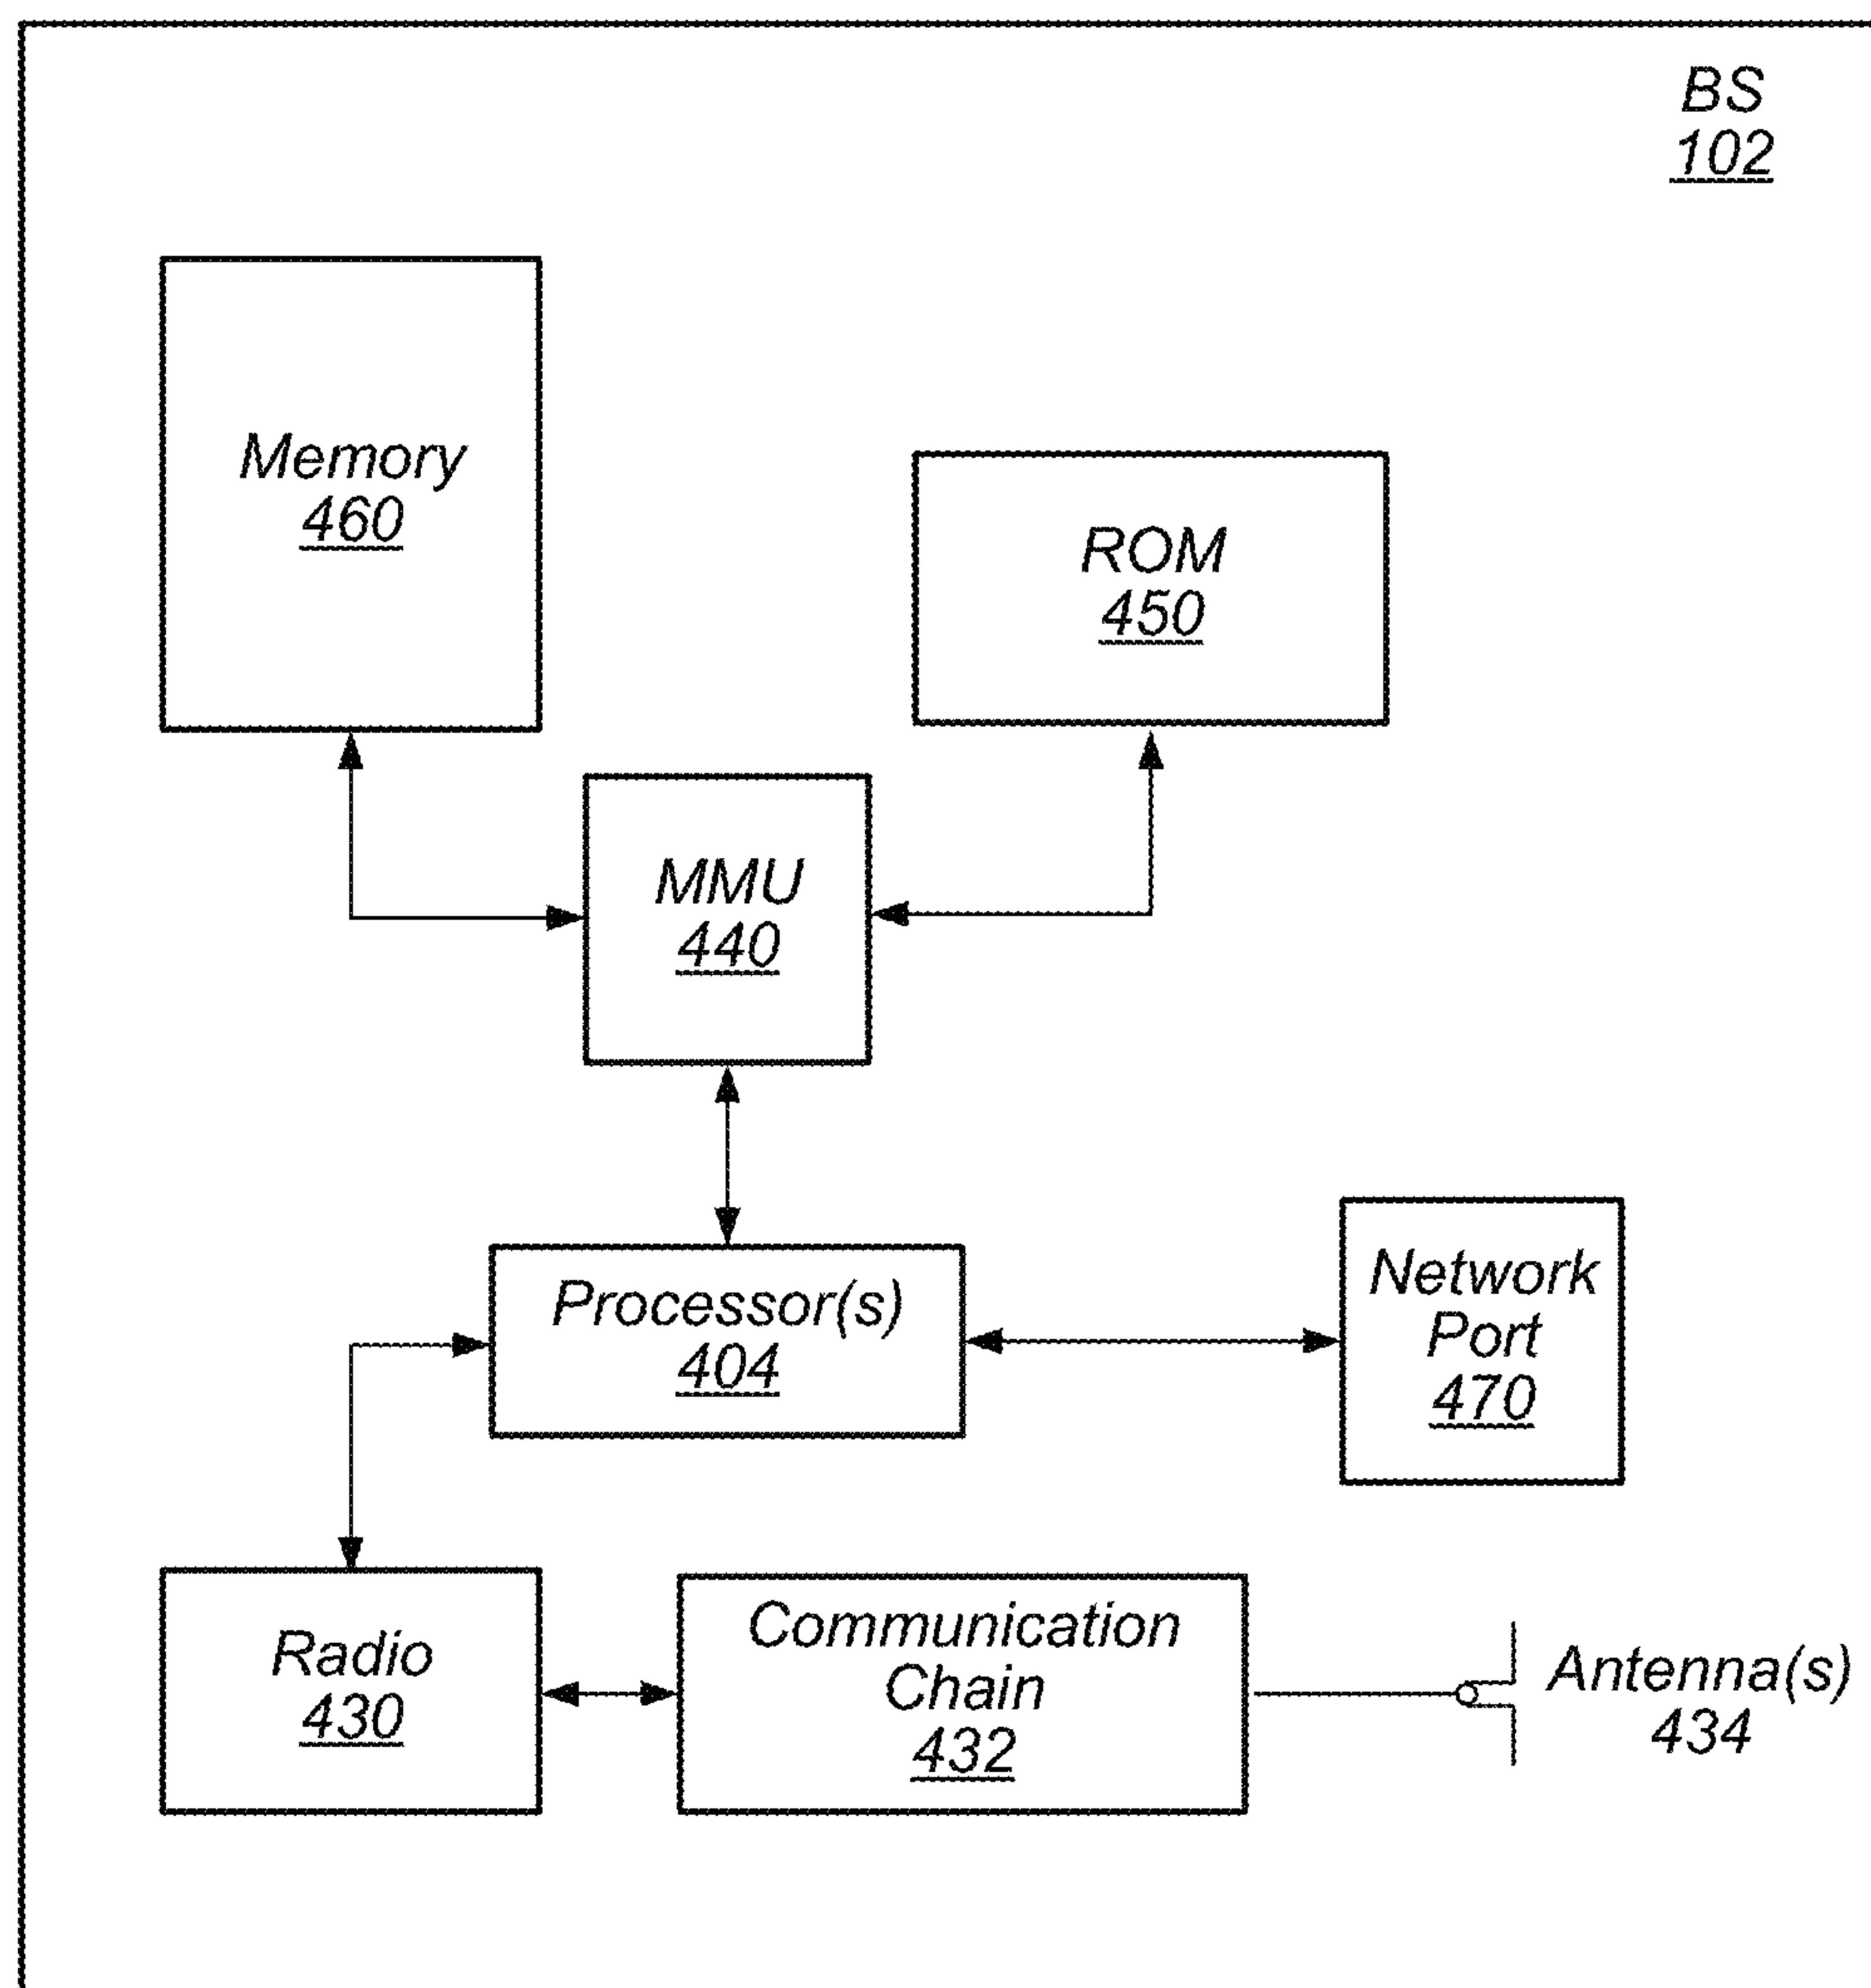 BS
102
Memory
460
ROM
450
MMU
440
Processor(s)
404
Network
Port
470
Radio
430
Communication
Chain
432
Antenna(s)
434